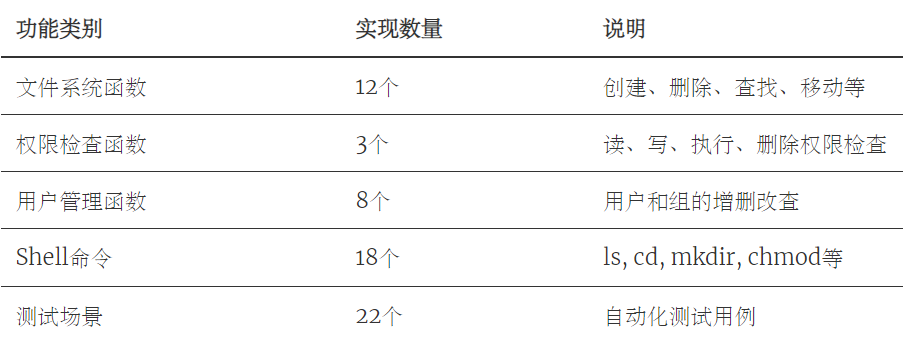 功能类别 实现数量 说明
文件系统函数 12个 创建、删除、查找、移动等
权限检查函数 3个 读、写、执行、删除权限检查
用户管理函数 8个 用户和组的增删改查
Shell命令 18个 ls, cd, mkdir, chmod等
测试场景 22个 自动化测试用例